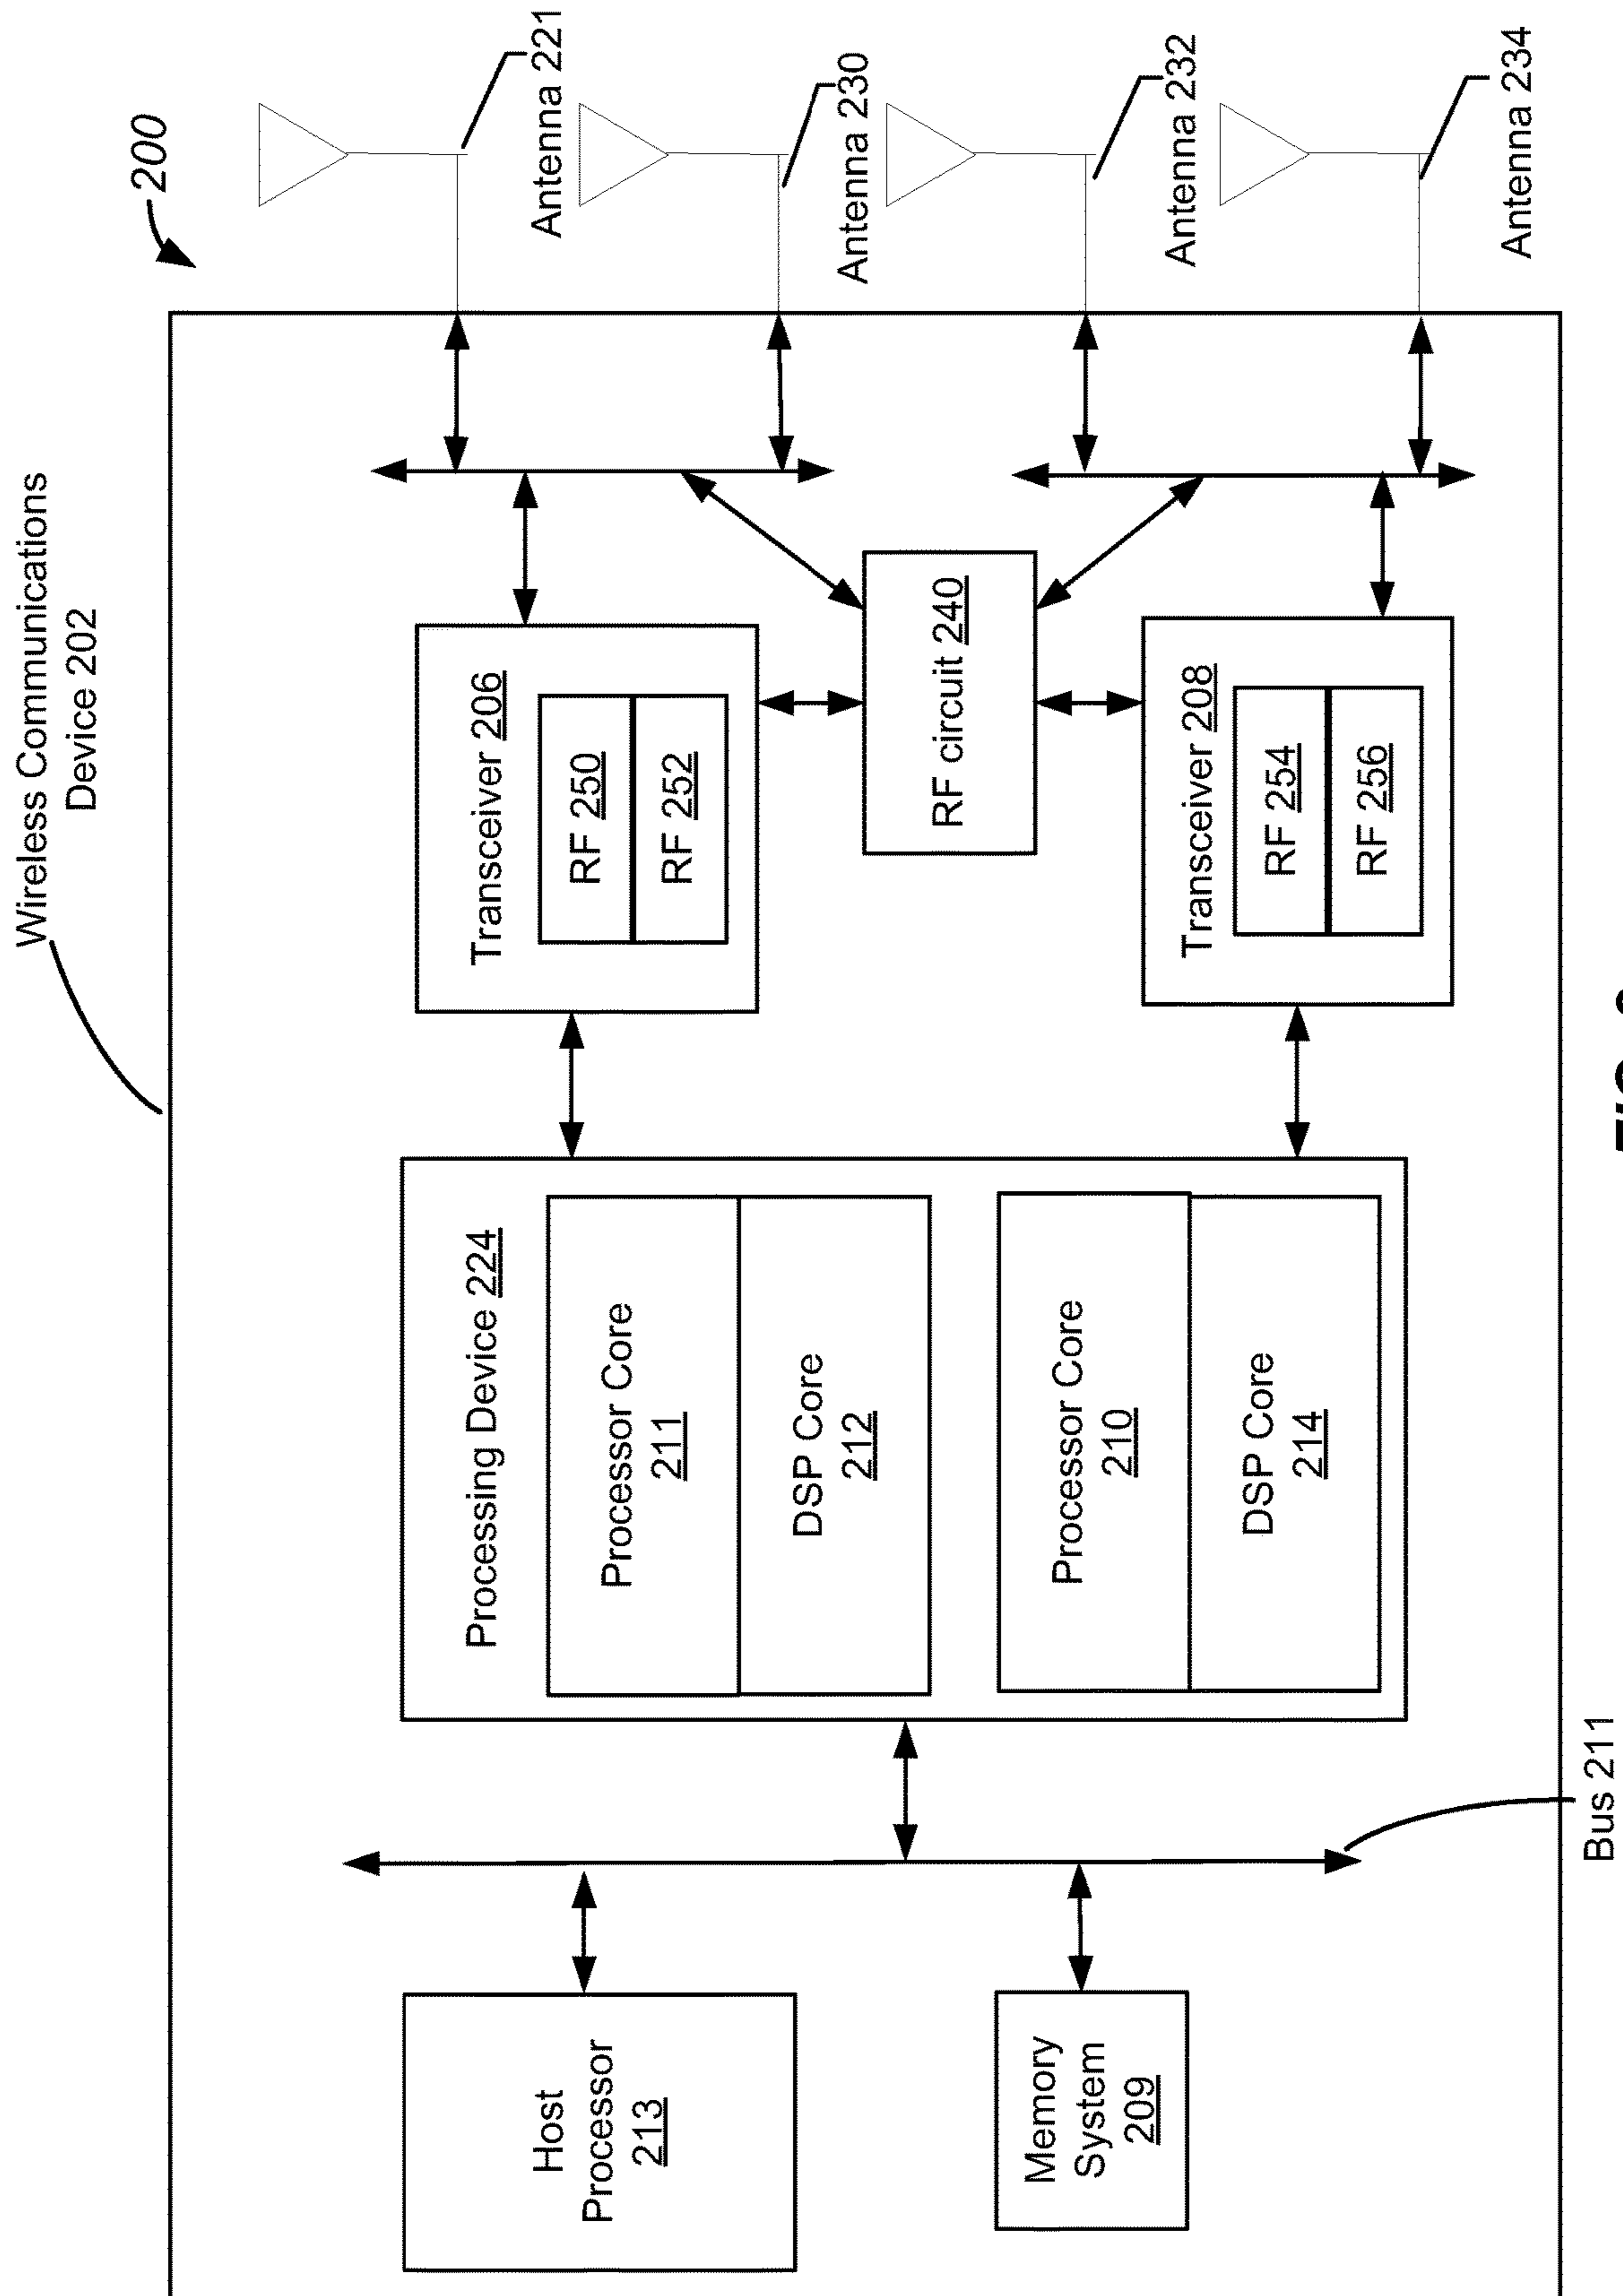 200
Wireless Communications
Device 202
Host
Processor
213
Memory
System
209
Bus 211
Processing Device 224
Processor Core
211
DSP Core
212
Processor Core
210
DSP Core
214
Transceiver 206
RF 250
RF 252
RF circuit 240
Transceiver 208
RF 254
RF 256
Antenna 221
Antenna 230
Antenna 232
Antenna 234